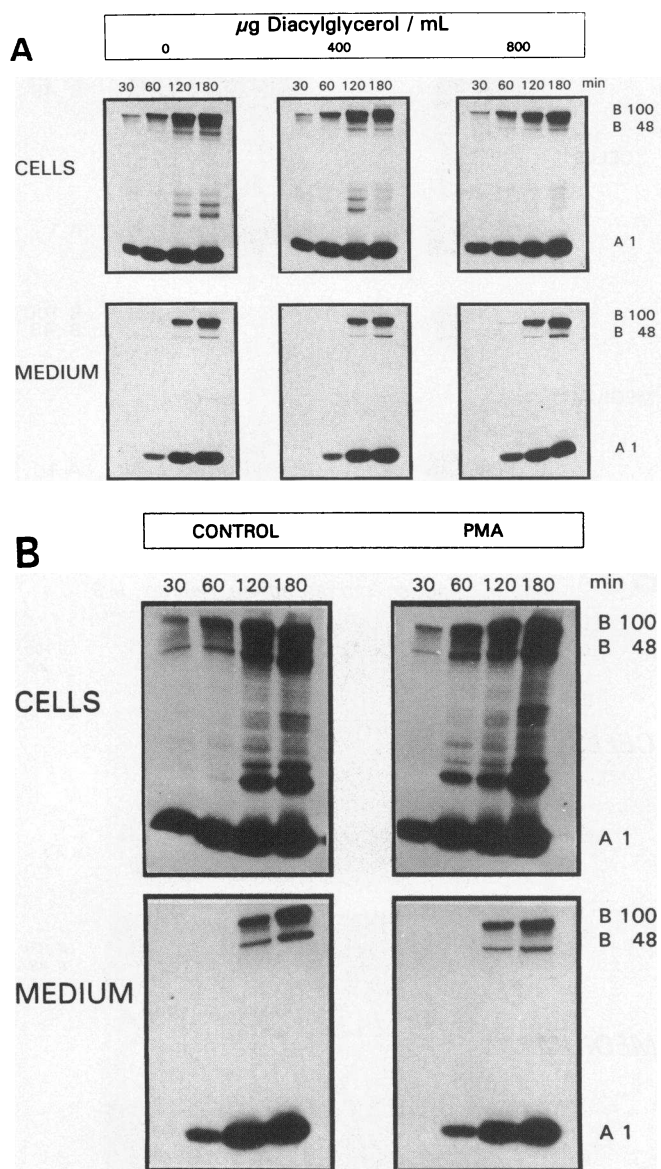 A
µg Diacylglycerol / mL
0 400 800
30 60 120 180 30 60 120 180 30 60 120 180 min
CELLS
B 100
B 48
A 1
MEDIUM
B 100
B 48
A 1
B
CONTROL PMA
30 60 120 180 30 60 120 180 min
CELLS
B 100
B 48
A 1
MEDIUM
B 100
B 48
A 1